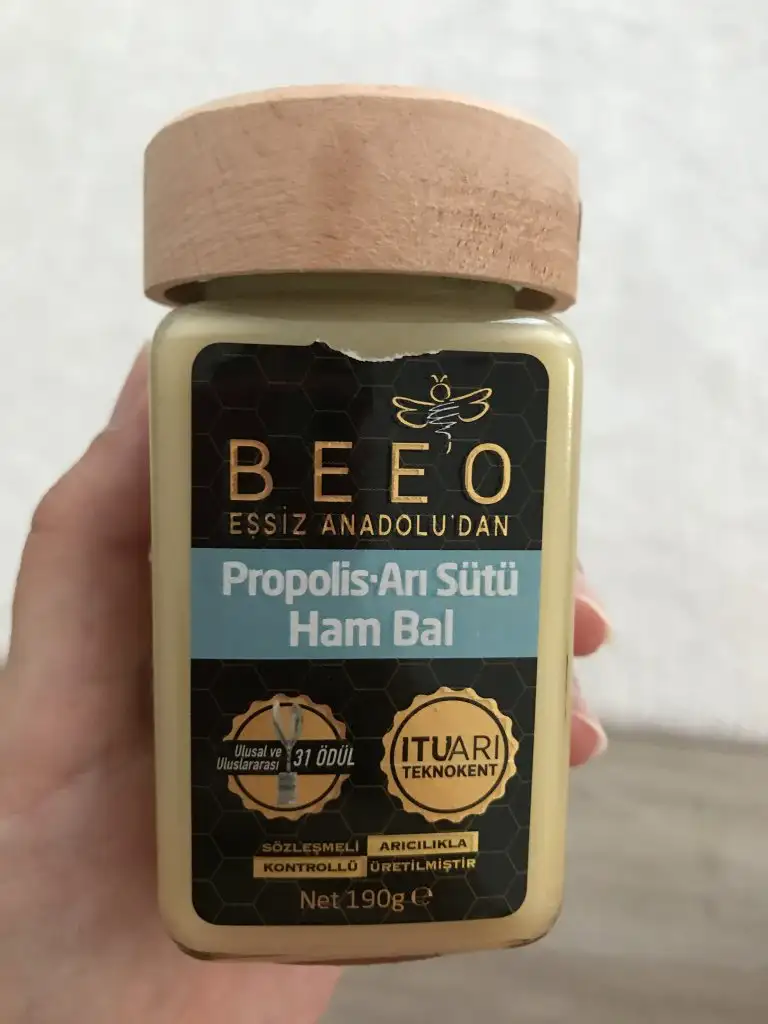 BEEO
EŞSİZ ANADOLU'DAN
Propolis·Arı Sütü
Ham Bal
Ulusal ve
Uluslararası
31 ÖDÜL
ITUARI
TEKNOKENT
SÖZLEŞMELİ ARICILIKLA
KONTROLLÜ ÜRETİLMİŞTİR
Net 190g ℮